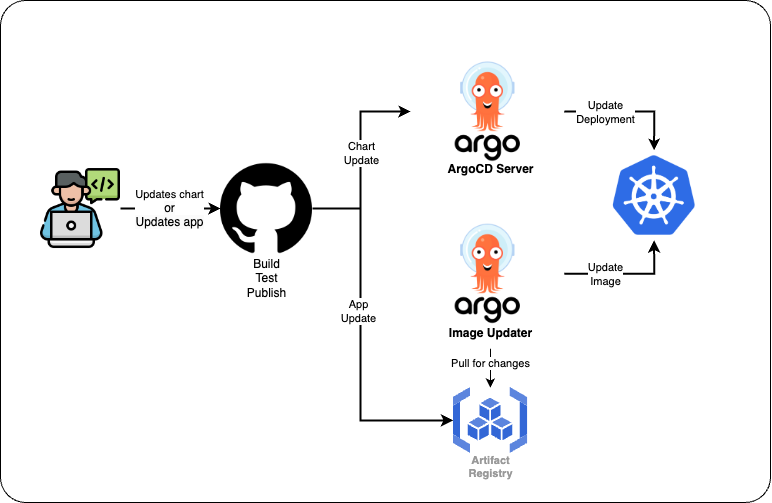 Updates chart
or
Updates app
</>
Build
Test
Publish
Chart
Update
App
Update
argo
ArgoCD Server
Update
Deployment
argo
Image Updater
Update
Image
Pull for changes
Artifact
Registry